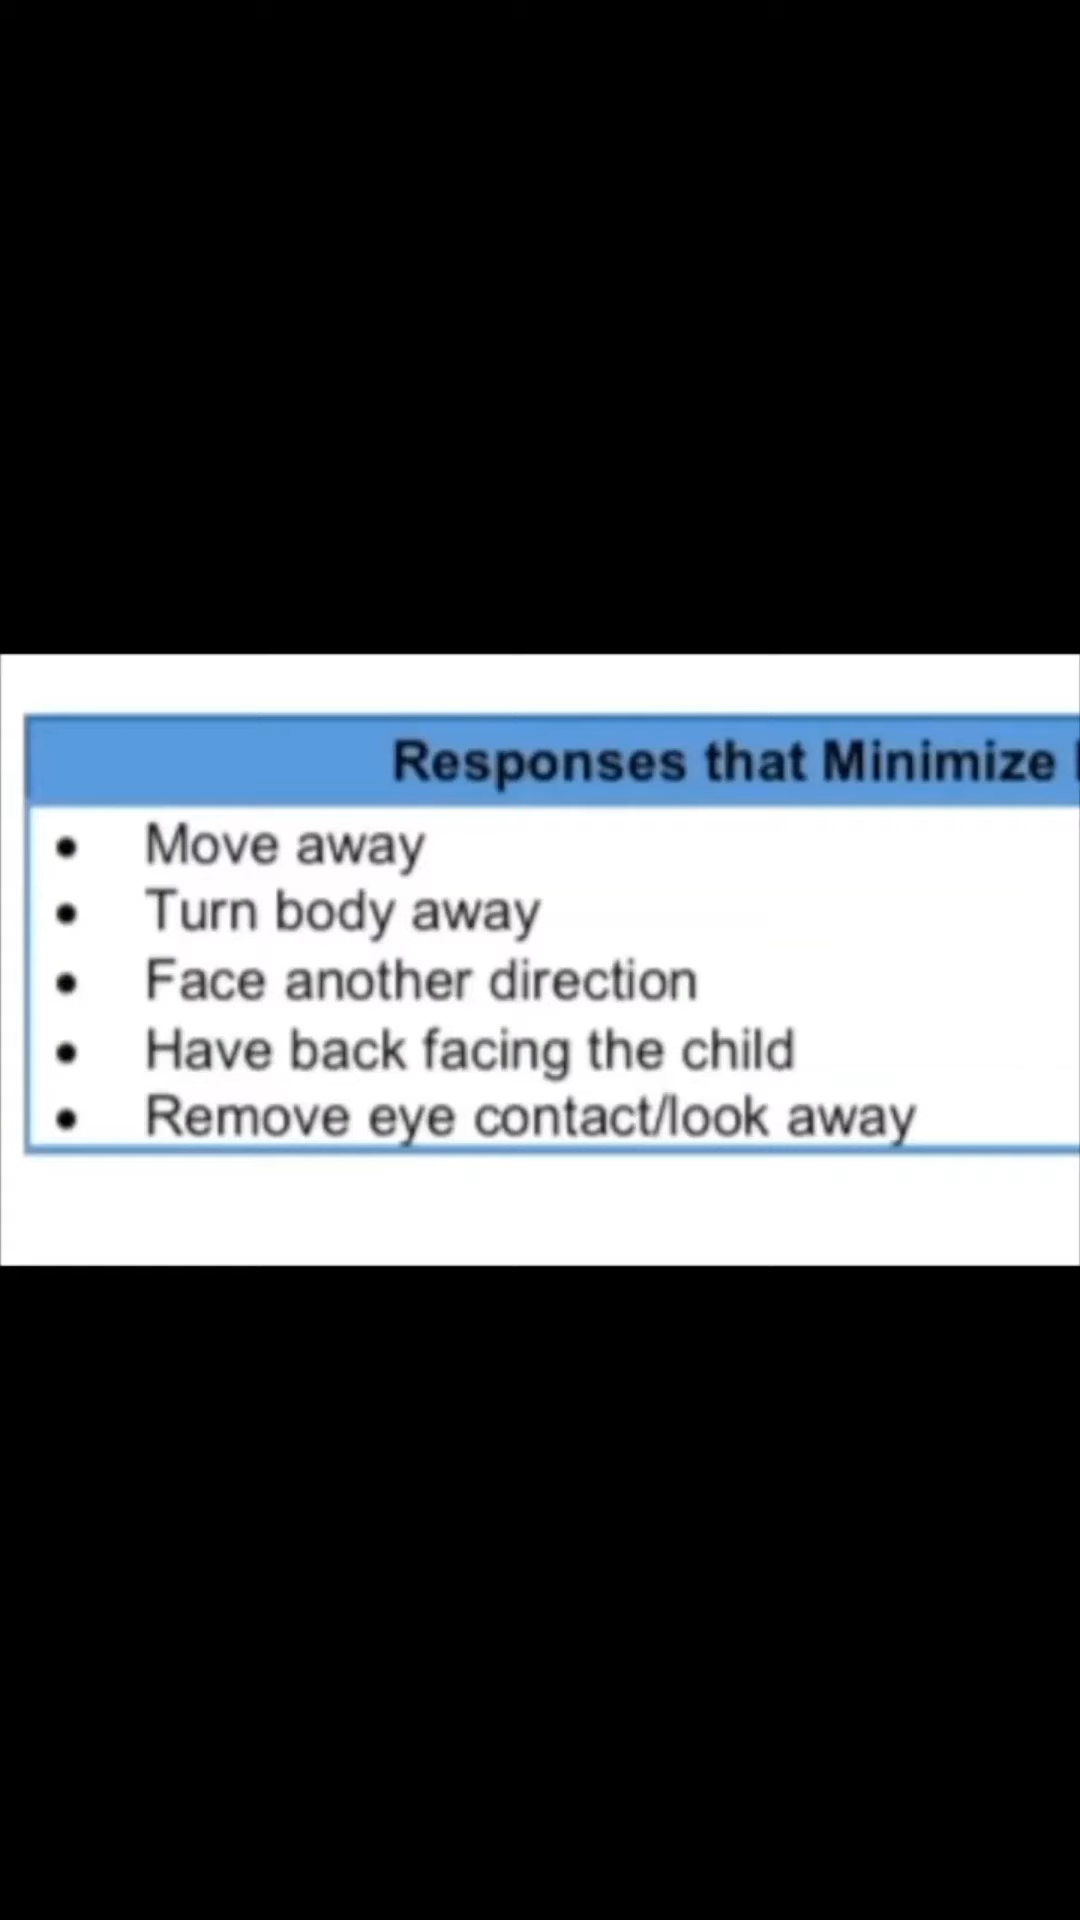 Responses that Minimize
• Move away
• Turn body away
• Face another direction
• Have back facing the child
• Remove eye contact/look away